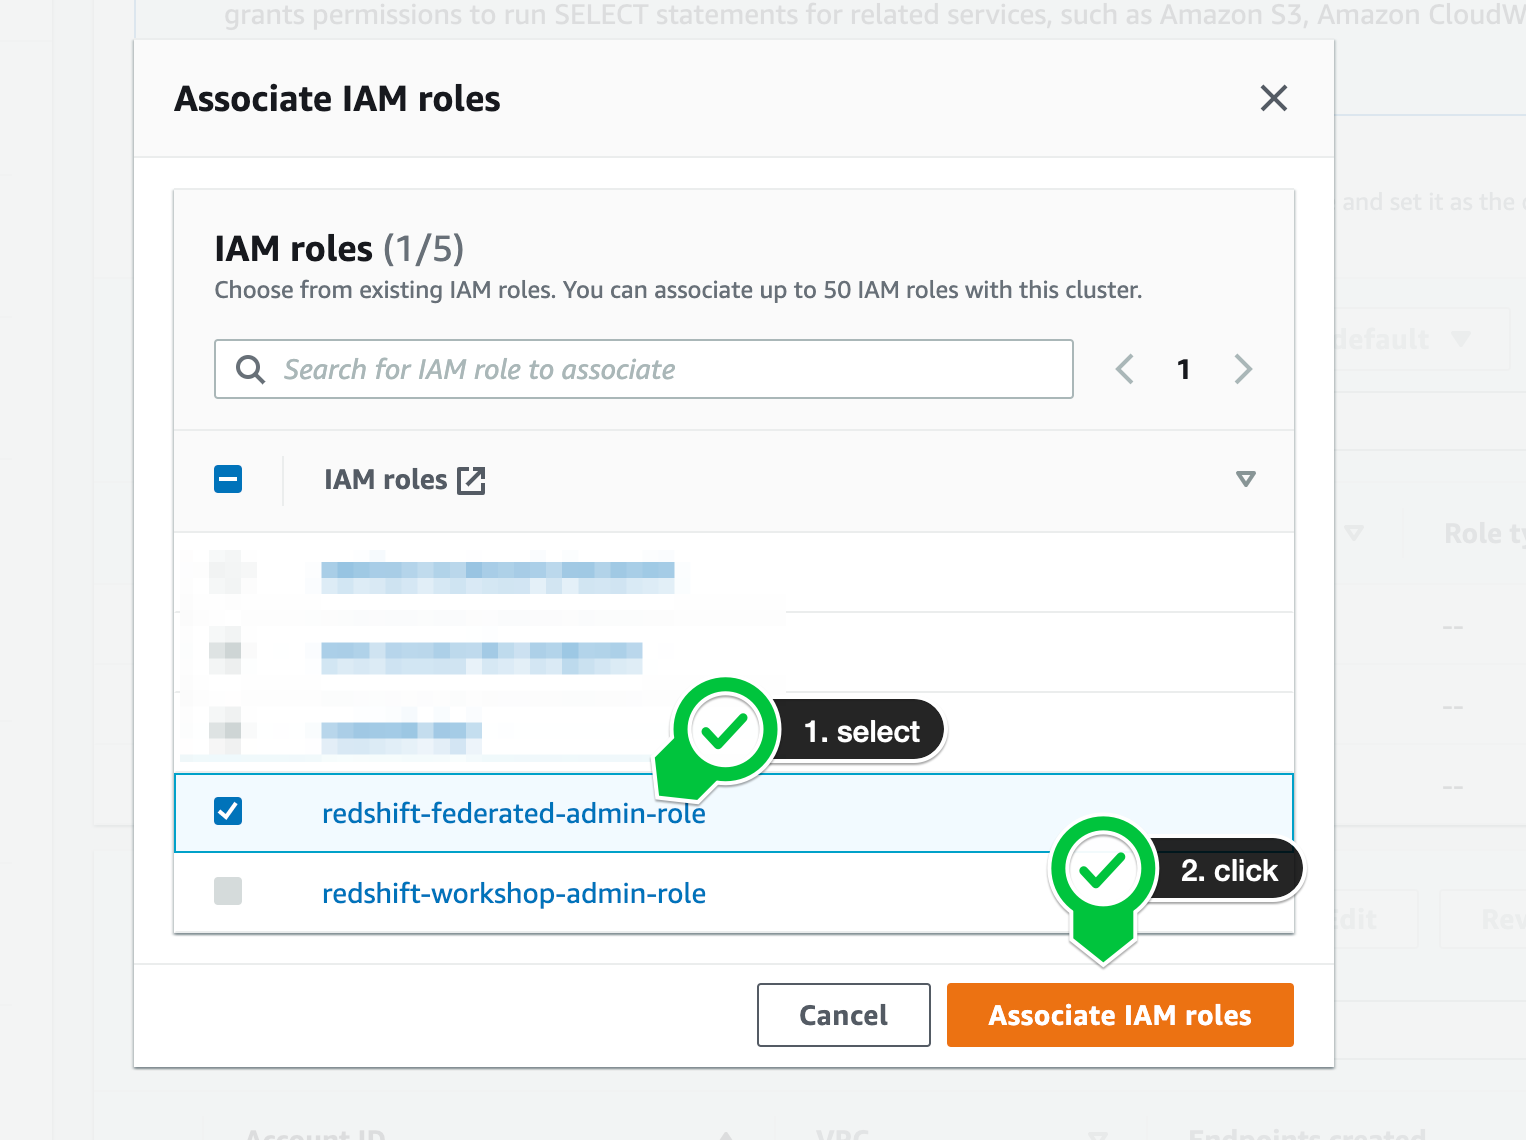 grants permissions to run SELECT statements for related services, such as Amazon S3, Amazon CloudW
Associate IAM roles
and set it as the
IAM roles (1/5)
Choose from existing IAM roles. You can associate up to 50 IAM roles with this cluster.
Search for IAM role to associate
1
default
IAM roles
Role ty
--
--
1. select
--
redshift-federated-admin-role
2. click
redshift-workshop-admin-role
Edit
Rev
Cancel
Associate IAM roles
Account ID
VPC
Endpoints created